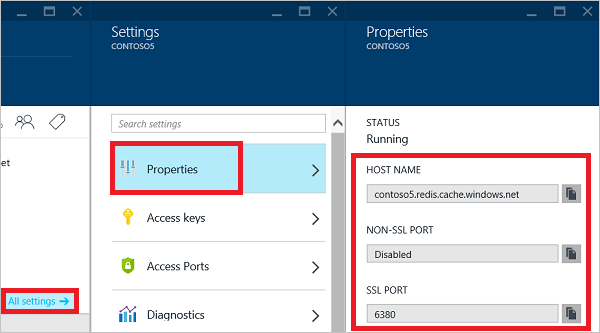 et
All settings →
Settings
CONTOSO5
Search settings
Properties
Access keys
Access Ports
Diagnostics
Properties
CONTOSO5
STATUS
Running
HOST NAME
contoso5.redis.cache.windows.net
NON-SSL PORT
Disabled
SSL PORT
6380